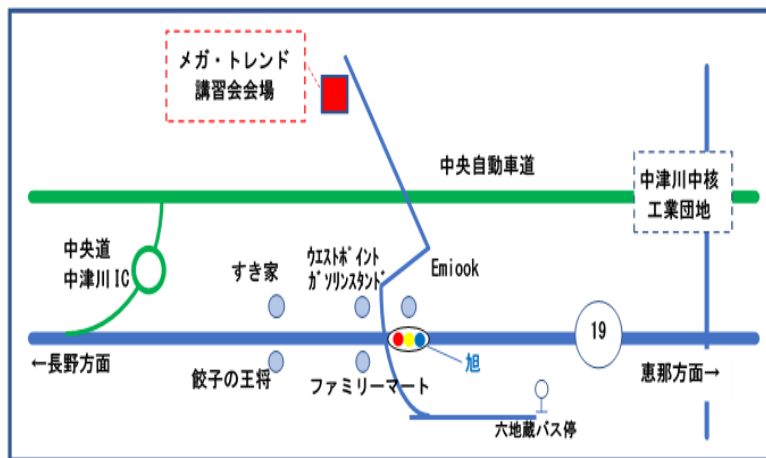 メガ・トレンド
講習会会場
中央自動車道
中津川中核
工業団地
中央道
中津川 IC
すき家
ウエストポイント
ガソリンスタンド
Emiook
19
←長野方面
餃子の王将
ファミリーマート
旭
恵那方面→
六地蔵バス停